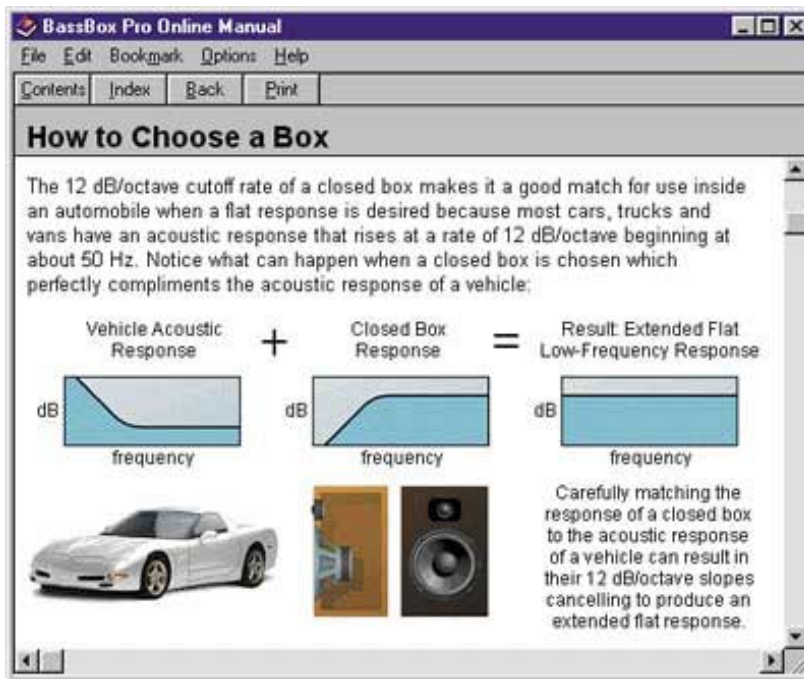 BassBox Pro Online Manual
File Edit Bookmark Options Help
Contents Index Back Print
How to Choose a Box
The 12 dB/octave cutoff rate of a closed box makes it a good match for use inside
an automobile when a flat response is desired because most cars, trucks and
vans have an acoustic response that rises at a rate of 12 dB/octave beginning at
about 50 Hz. Notice what can happen when a closed box is chosen which
perfectly compliments the acoustic response of a vehicle:
Vehicle Acoustic
Response
+
Closed Box
Response
=
Result: Extended Flat
Low-Frequency Response
dB
frequency
dB
frequency
dB
frequency
Carefully matching the
response of a closed box
to the acoustic response
of a vehicle can result in
their 12 dB/octave slopes
cancelling to produce an
extended flat response.